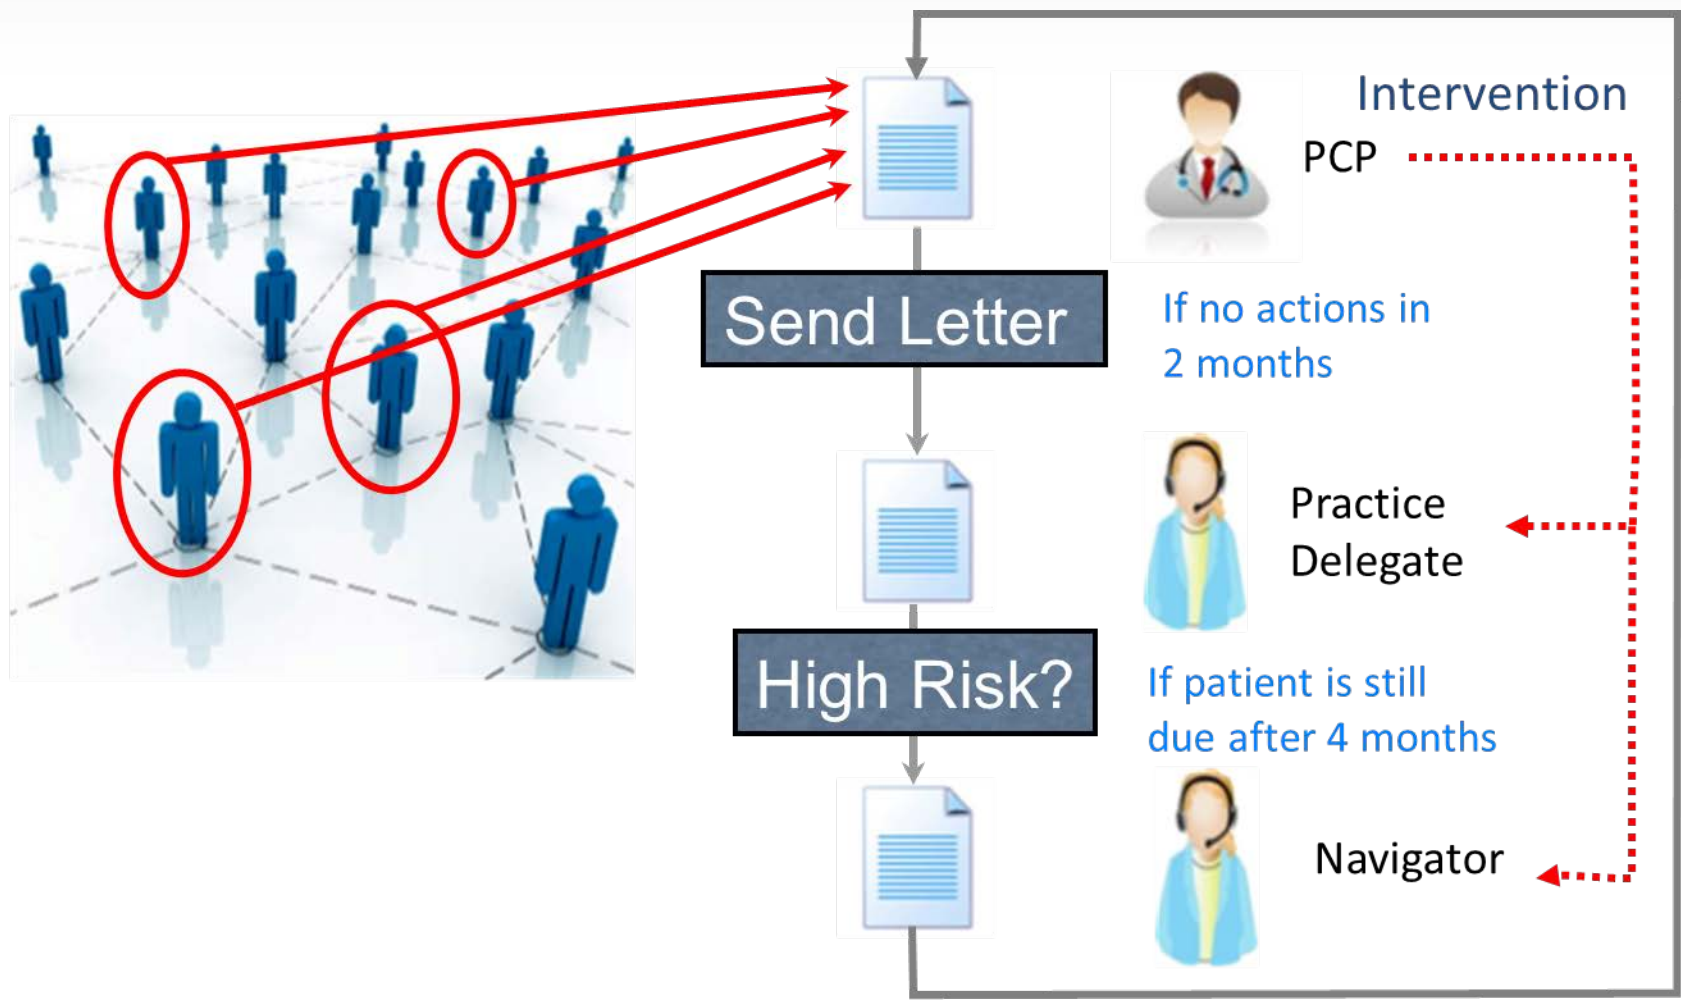 Intervention
PCP
Send Letter
If no actions in
2 months
Practice
Delegate
High Risk?
If patient is still
due after 4 months
Navigator